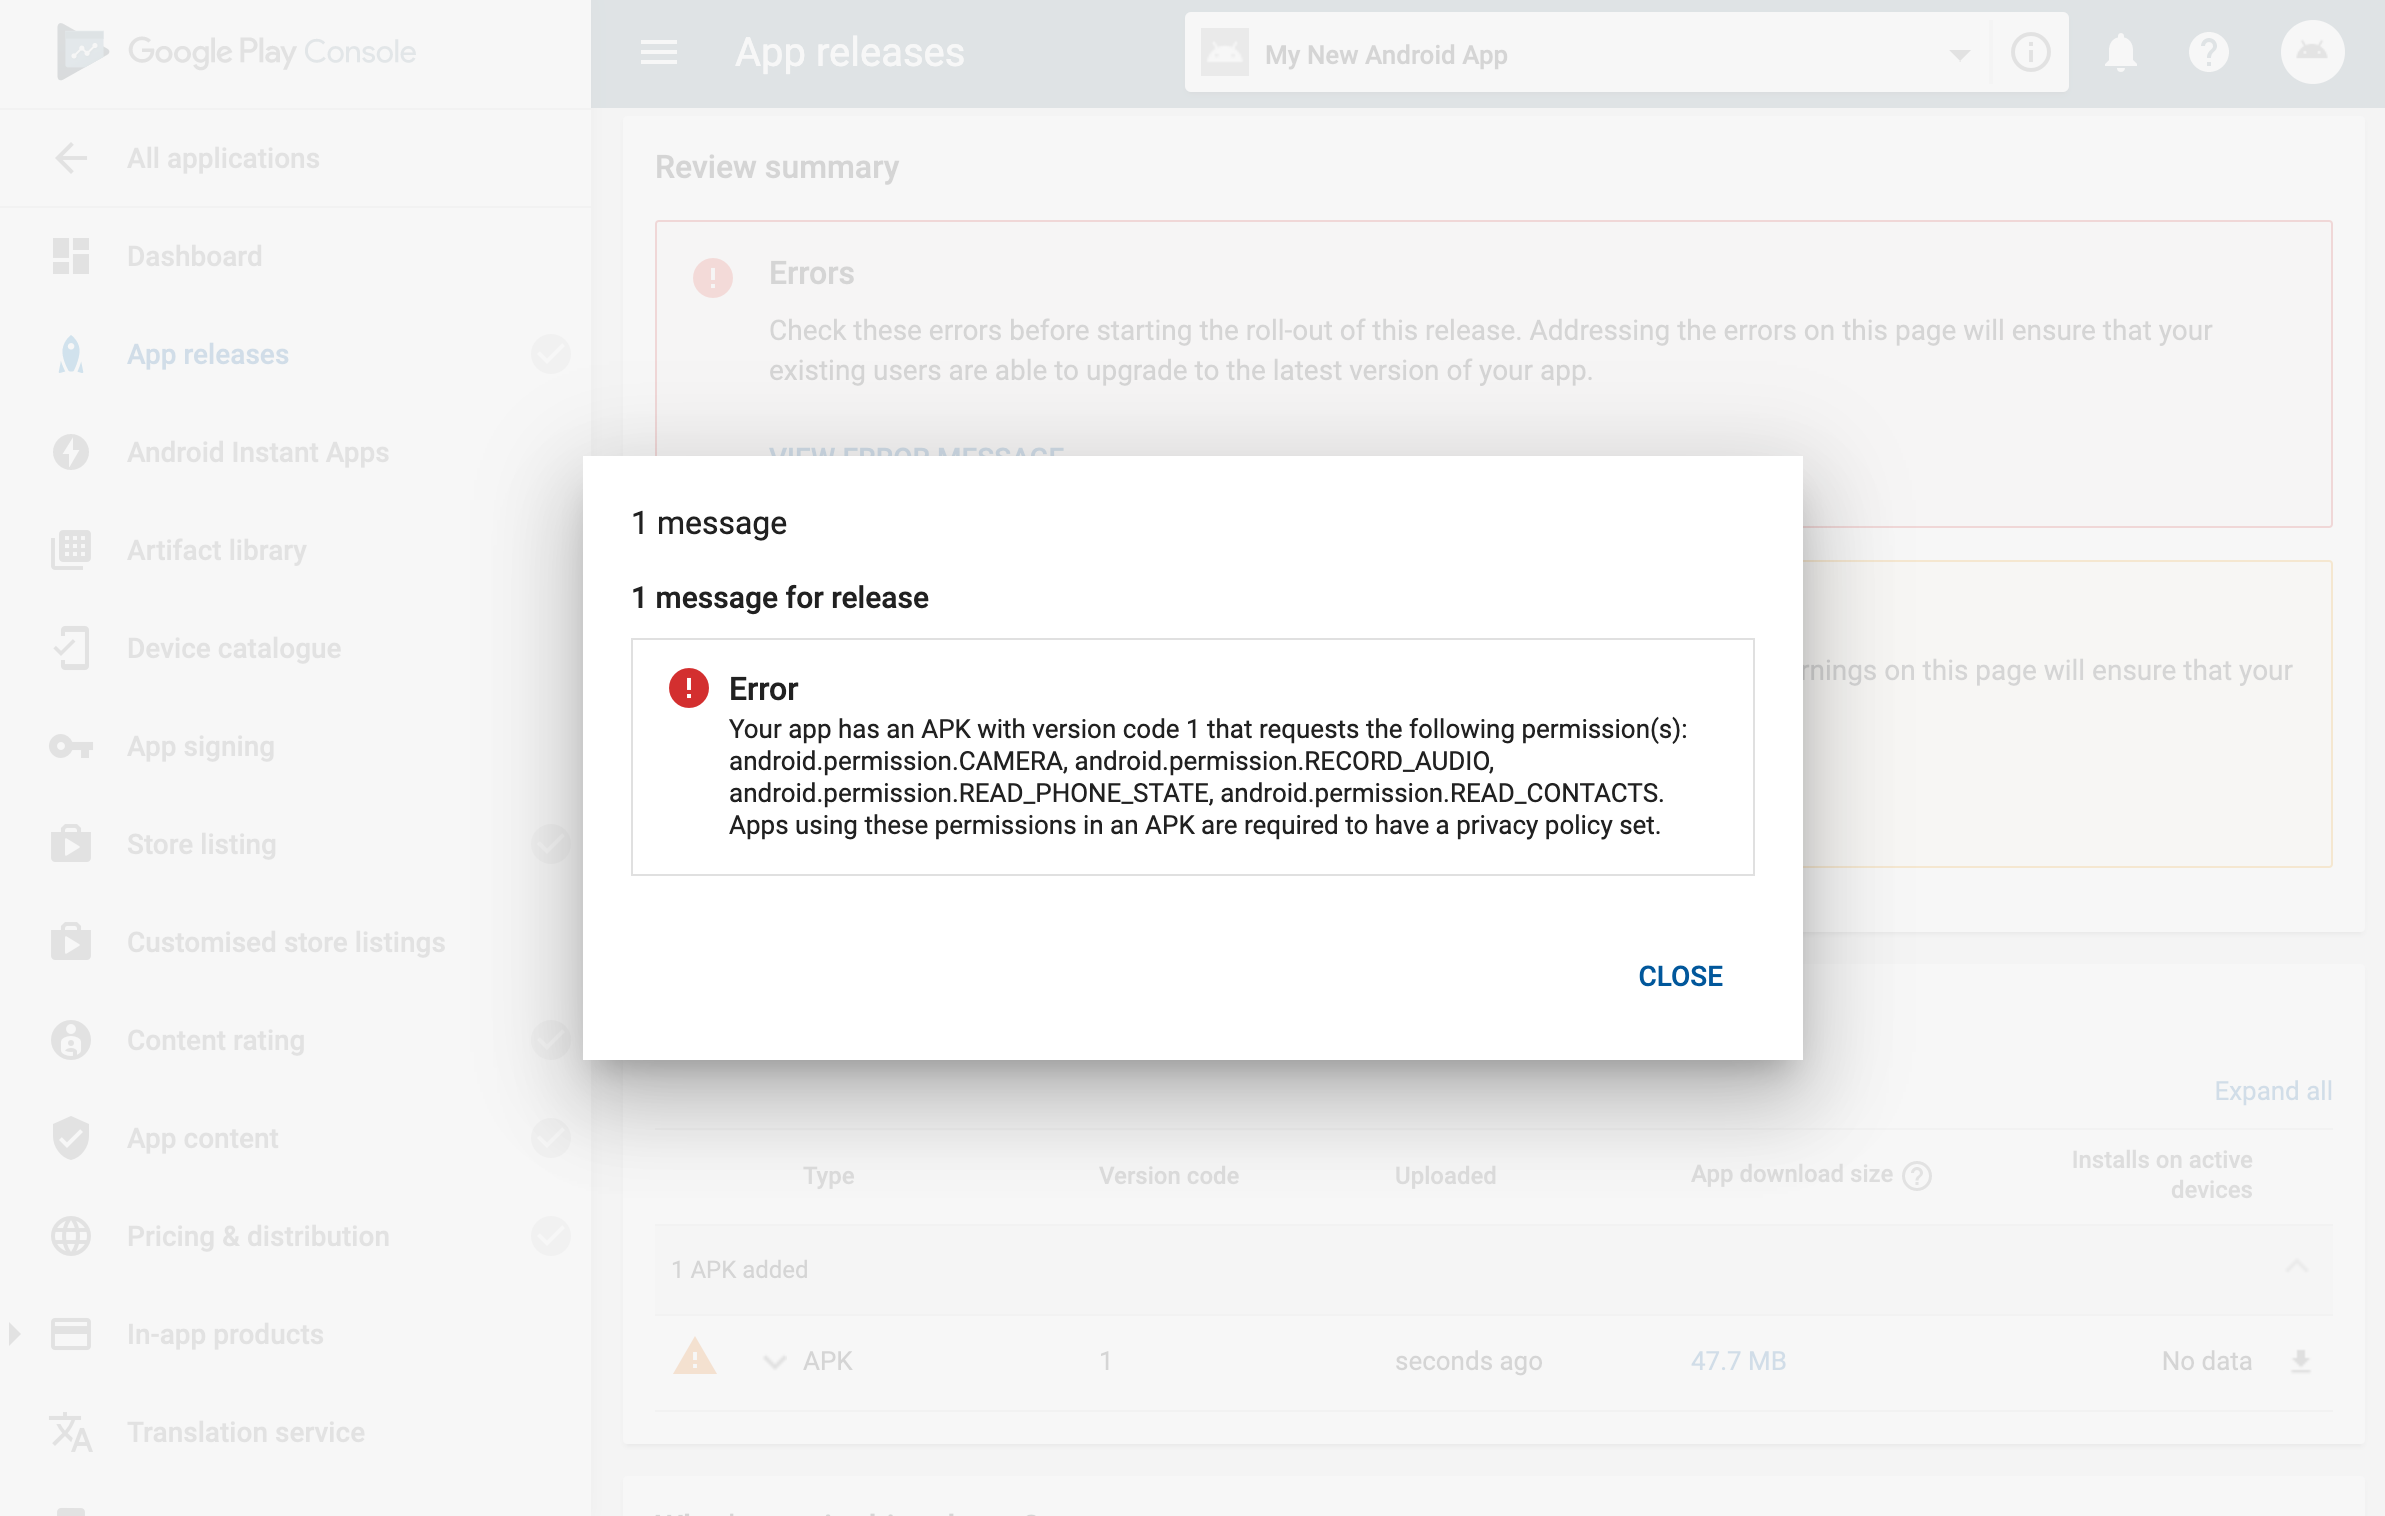 Google Play Console
App releases
My New Android App
All applications
Dashboard
App releases
Android Instant Apps
Artifact library
Device catalogue
App signing
Store listing
Customised store listings
Content rating
App content
Pricing & distribution
In-app products
Translation service
Review summary
Errors
Check these errors before starting the roll-out of this release. Addressing the errors on this page will ensure that your
existing users are able to upgrade to the latest version of your app.
VIEW ERROR MESSAGE
1 message
1 message for release
Error
Your app has an APK with version code 1 that requests the following permission(s):
android.permission.CAMERA, android.permission.RECORD_AUDIO,
android.permission.READ_PHONE_STATE, android.permission.READ_CONTACTS.
Apps using these permissions in an APK are required to have a privacy policy set.
CLOSE
on this page will ensure that your
Expand all
Type
Version code
Uploaded
App download size
Installs on active
devices
1 APK added
APK
1
seconds ago
47.7 MB
No data